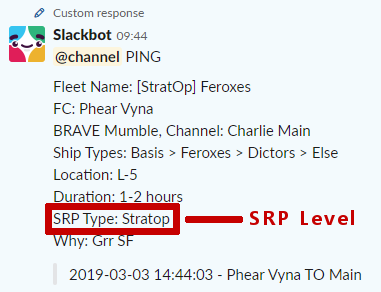 Custom response
Slackbot 09:44
@channel PING
Fleet Name: [StratOp] Feroxes
FC: Phear Vyna
BRAVE Mumble, Channel: Charlie Main
Ship Types: Basis > Feroxes > Dictors > Else
Location: L-5
Duration: 1-2 hours
SRP Type: Stratop SRP Level
Why: Grr SF
2019-03-03 14:44:03 - Phear Vyna TO Main